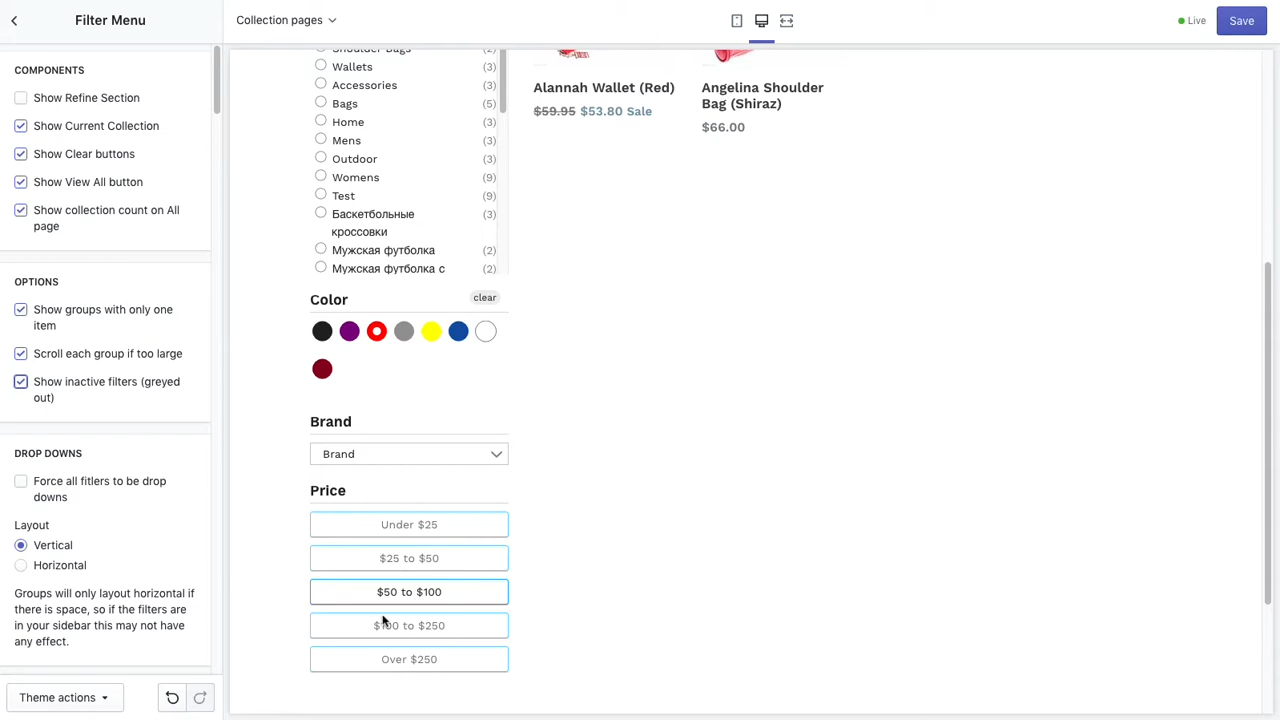 Filter Menu
Collection pages
Live
Save
COMPONENTS
Show Refine Section
Show Current Collection
Show Clear buttons
Show View All button
Show collection count on All
page
OPTIONS
Show groups with only one
item
Scroll each group if too large
Show inactive filters (greyed
out)
DROP DOWNS
Force all fitlers to be drop
downs
Layout
Vertical
Horizontal
Groups will only layout horizontal if
there is space, so if the filters are
in your sidebar this may not have
any effect.
Theme actions
Shoulder Bags (2)
Wallets (3)
Accessories (3)
Bags (5)
Home (3)
Mens (3)
Outdoor (3)
Womens (9)
Test (9)
Баскетбольные (3)
кроссовки
Мужская футболка (2)
Мужская футболка с (2)
Color clear
Brand
Brand
Price
Under $25
$25 to $50
$50 to $100
$100 to $250
Over $250
Alannah Wallet (Red)
$59.95 $53.80 Sale
Angelina Shoulder
Bag (Shiraz)
$66.00